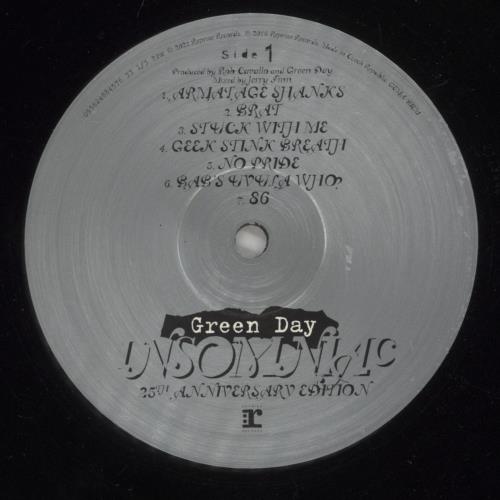 Side 1
Produced by Rob Cavallo and Green Day
Mixed by Jerry Finn
1. ARMATAGE SHANKS
2. BRAT
3. STUCK WITH ME
4. GEEK STINK BREATH
5. NO PRIDE
6. BAB'S UVULA WHO?
7. 86
Green Day
INSOMNIAC
25TH ANNIVERSARY EDITION
r